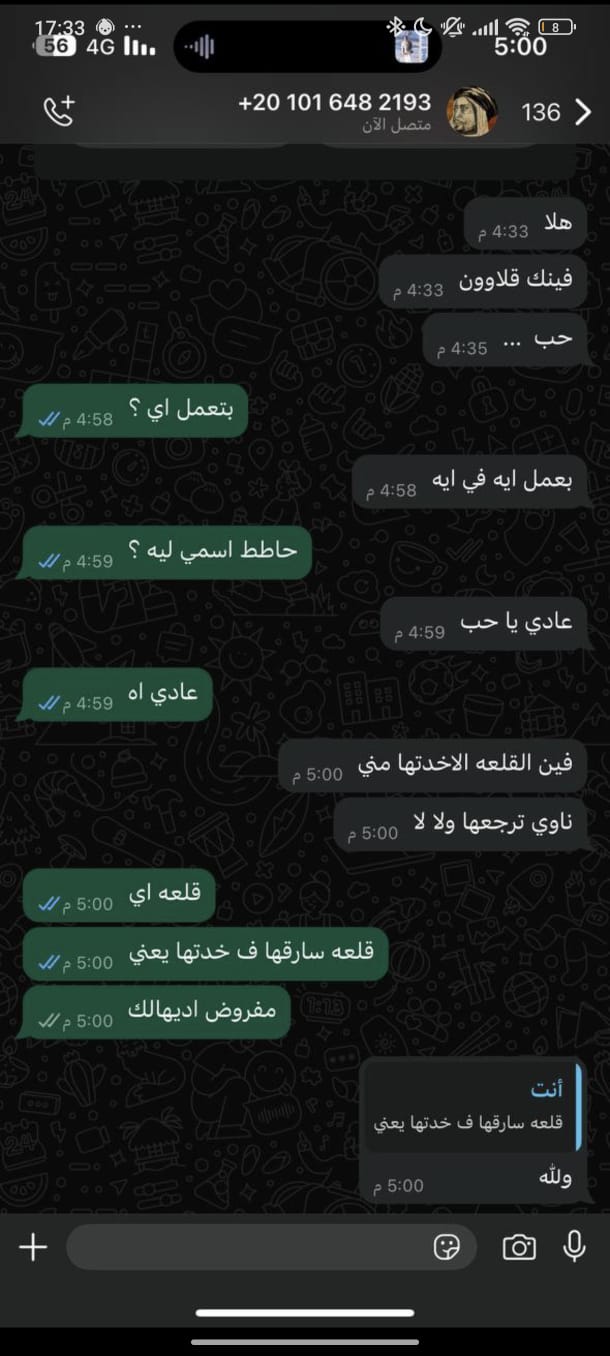 17:33 ...
8
56 4G
5:00
+20 101 648 2193
متصل الآن
136
هلا
4:33 م
فينك قلاوون
4:33 م
حب ...
4:35 م
بتعمل اي ؟
4:58 م
بعمل ايه في ايه
4:58 م
حاطط اسمي ليه ؟
4:59 م
عادي يا حب
4:59 م
عادي اه
4:59 م
فين القلعه الاخدتها مني
5:00 م
ناوي ترجعها ولا لا
5:00 م
قلعه اي
5:00 م
قلعه سارقها ف خدتها يعني
5:00 م
مفروض اديهالك
5:00 م
أنت
قلعه سارقها ف خدتها يعني
ولله
5:00 م